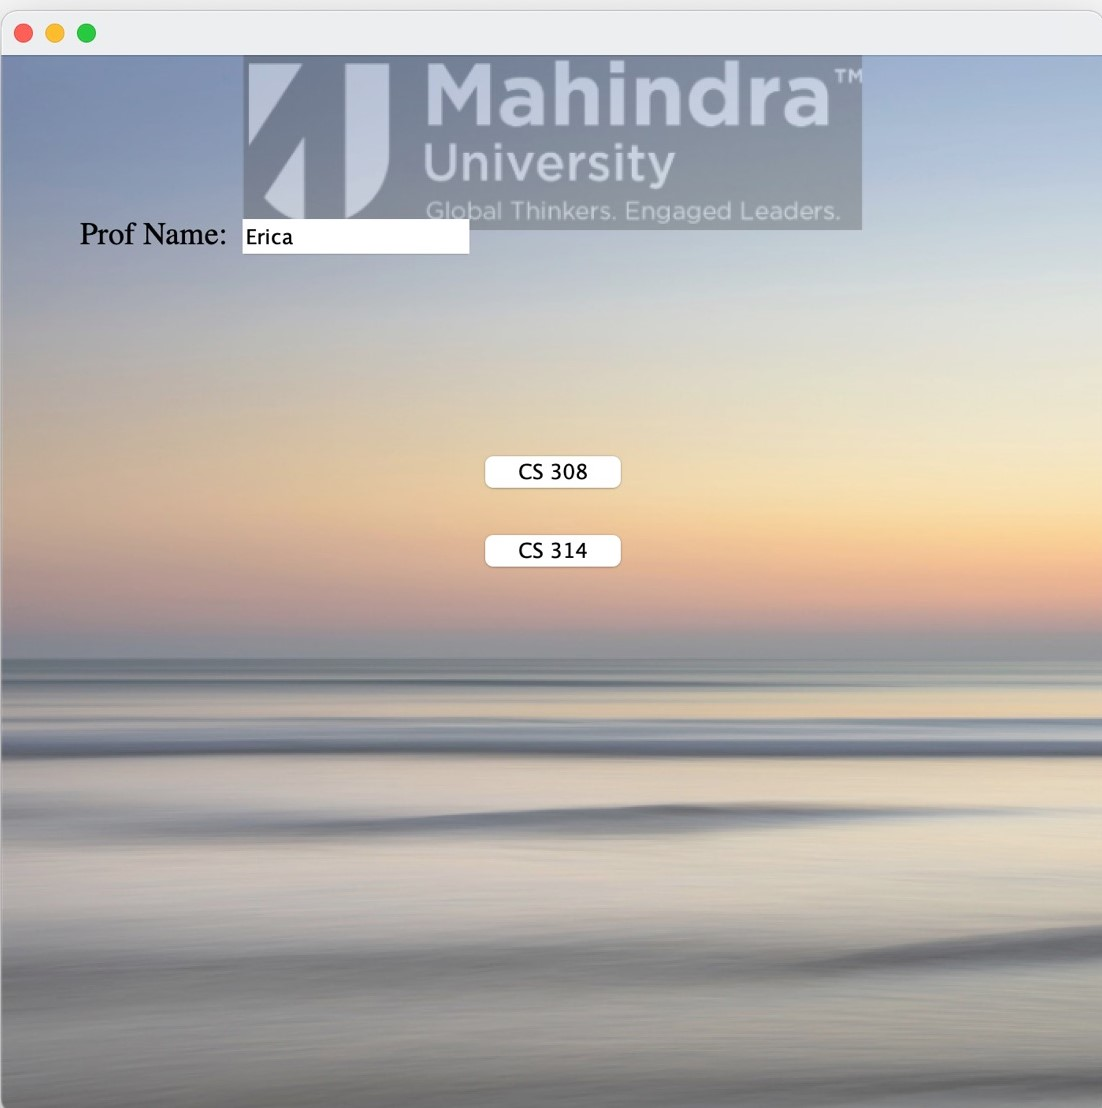 Mahindra™
University
Global Thinkers. Engaged Leaders.
Prof Name: Erica
CS 308
CS 314